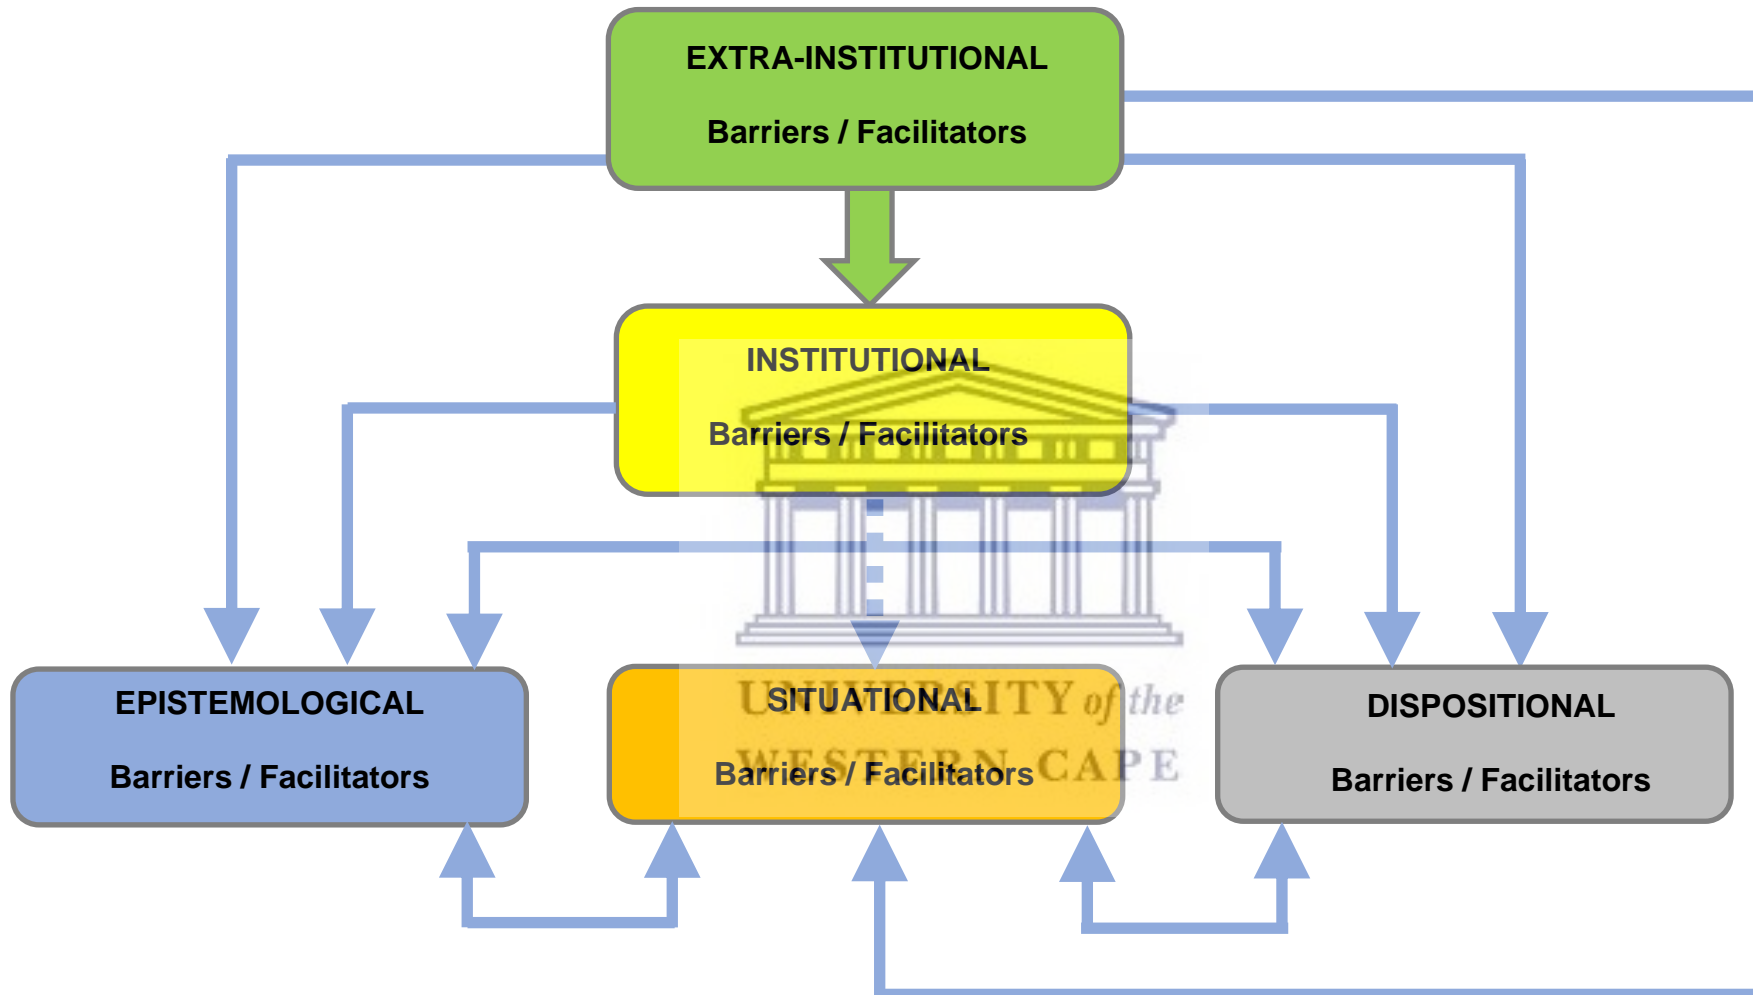 EXTRA-INSTITUTIONAL
Barriers / Facilitators
INSTITUTIONAL
Barriers / Facilitators
EPISTEMOLOGICAL
Barriers / Facilitators
SITUATIONAL
Barriers / Facilitators
DISPOSITIONAL
Barriers / Facilitators
UNIVERSITY of the
WESTERN CAPE